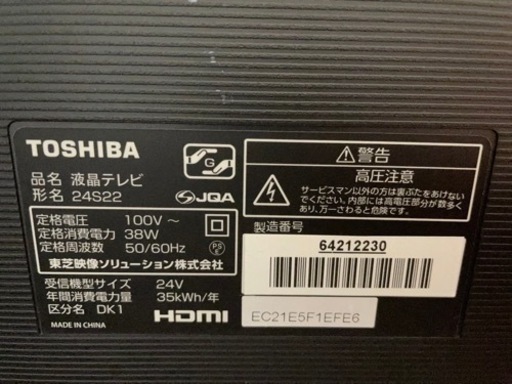 TOSHIBA
品名 液晶テレビ
形名 24S22
G
JQA
定格電圧 100V～
定格消費電力 38W
定格周波数 50/60Hz
PS
E
東芝映像ソリューション株式会社
受信機型サイズ 24V
年間消費電力量 35kWh/年
区分名 DK1
MADE IN CHINA
HDMI
警告
高圧注意
サービスマン以外の方は裏ぶたをあけないで
ください。内部には高電圧部分が数多く
あり、万一さわると危険です。
製造番号
64212230
EC21E5F1EFE6